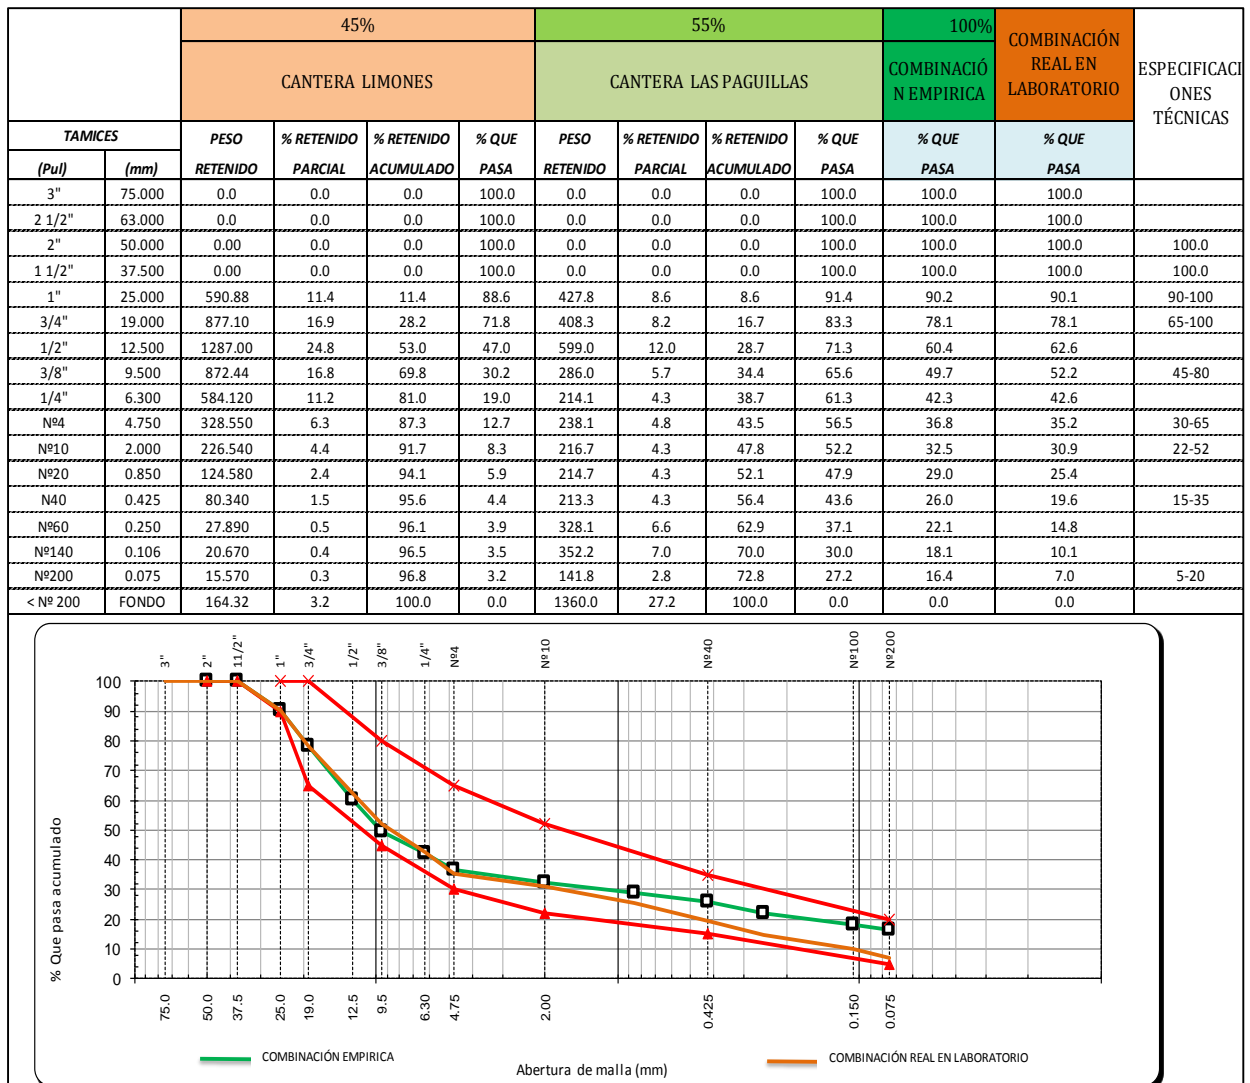 45% 55% 100%
CANTERA LIMONES CANTERA LAS PAGUILLAS COMBINACIÓ
N EMPIRICA COMBINACIÓN
REAL EN
LABORATORIO ESPECIFICACI
ONES
TÉCNICAS
TAMICES PESO % RETENIDO % RETENIDO % QUE PESO % RETENIDO % RETENIDO % QUE % QUE % QUE
(Pul) (mm) RETENIDO PARCIAL ACUMULADO PASA RETENIDO PARCIAL ACUMULADO PASA PASA PASA
3" 75.000 0.0 0.0 0.0 100.0 0.0 0.0 0.0 100.0 100.0 100.0
2 1/2" 63.000 0.0 0.0 0.0 100.0 0.0 0.0 0.0 100.0 100.0 100.0
2" 50.000 0.00 0.0 0.0 100.0 0.0 0.0 0.0 100.0 100.0 100.0 100.0
1 1/2" 37.500 0.00 0.0 0.0 100.0 0.0 0.0 0.0 100.0 100.0 100.0 100.0
1" 25.000 590.88 11.4 11.4 88.6 427.8 8.6 8.6 91.4 90.2 90.1 90-100
3/4" 19.000 877.10 16.9 28.2 71.8 408.3 8.2 16.7 83.3 78.1 78.1 65-100
1/2" 12.500 1287.00 24.8 53.0 47.0 599.0 12.0 28.7 71.3 60.4 62.6
3/8" 9.500 872.44 16.8 69.8 30.2 286.0 5.7 34.4 65.6 49.7 52.2 45-80
1/4" 6.300 584.120 11.2 81.0 19.0 214.1 4.3 38.7 61.3 42.3 42.6
Nº4 4.750 328.550 6.3 87.3 12.7 238.1 4.8 43.5 56.5 36.8 35.2 30-65
Nº10 2.000 226.540 4.4 91.7 8.3 216.7 4.3 47.8 52.2 32.5 30.9 22-52
Nº20 0.850 124.580 2.4 94.1 5.9 214.7 4.3 52.1 47.9 29.0 25.4
N40 0.425 80.340 1.5 95.6 4.4 213.3 4.3 56.4 43.6 26.0 19.6 15-35
Nº60 0.250 27.890 0.5 96.1 3.9 328.1 6.6 62.9 37.1 22.1 14.8
Nº140 0.106 20.670 0.4 96.5 3.5 352.2 7.0 70.0 30.0 18.1 10.1
Nº200 0.075 15.570 0.3 96.8 3.2 141.8 2.8 72.8 27.2 16.4 7.0 5-20
< Nº 200 FONDO 164.32 3.2 100.0 0.0 1360.0 27.2 100.0 0.0 0.0 0.0
3" 2" 11/2" 1" 3/4" 1/2" 3/8" 1/4" Nº4 Nº10 Nº40 Nº100 Nº200
100
90
80
70
60
50
40
30
20
10
0
% Que pasa acumulado
75.0 50.0 37.5 25.0 19.0 12.5 9.5 6.30 4.75 2.00 0.425 0.150 0.075
COMBINACIÓN EMPIRICA COMBINACIÓN REAL EN LABORATORIO
Abertura de malla (mm)